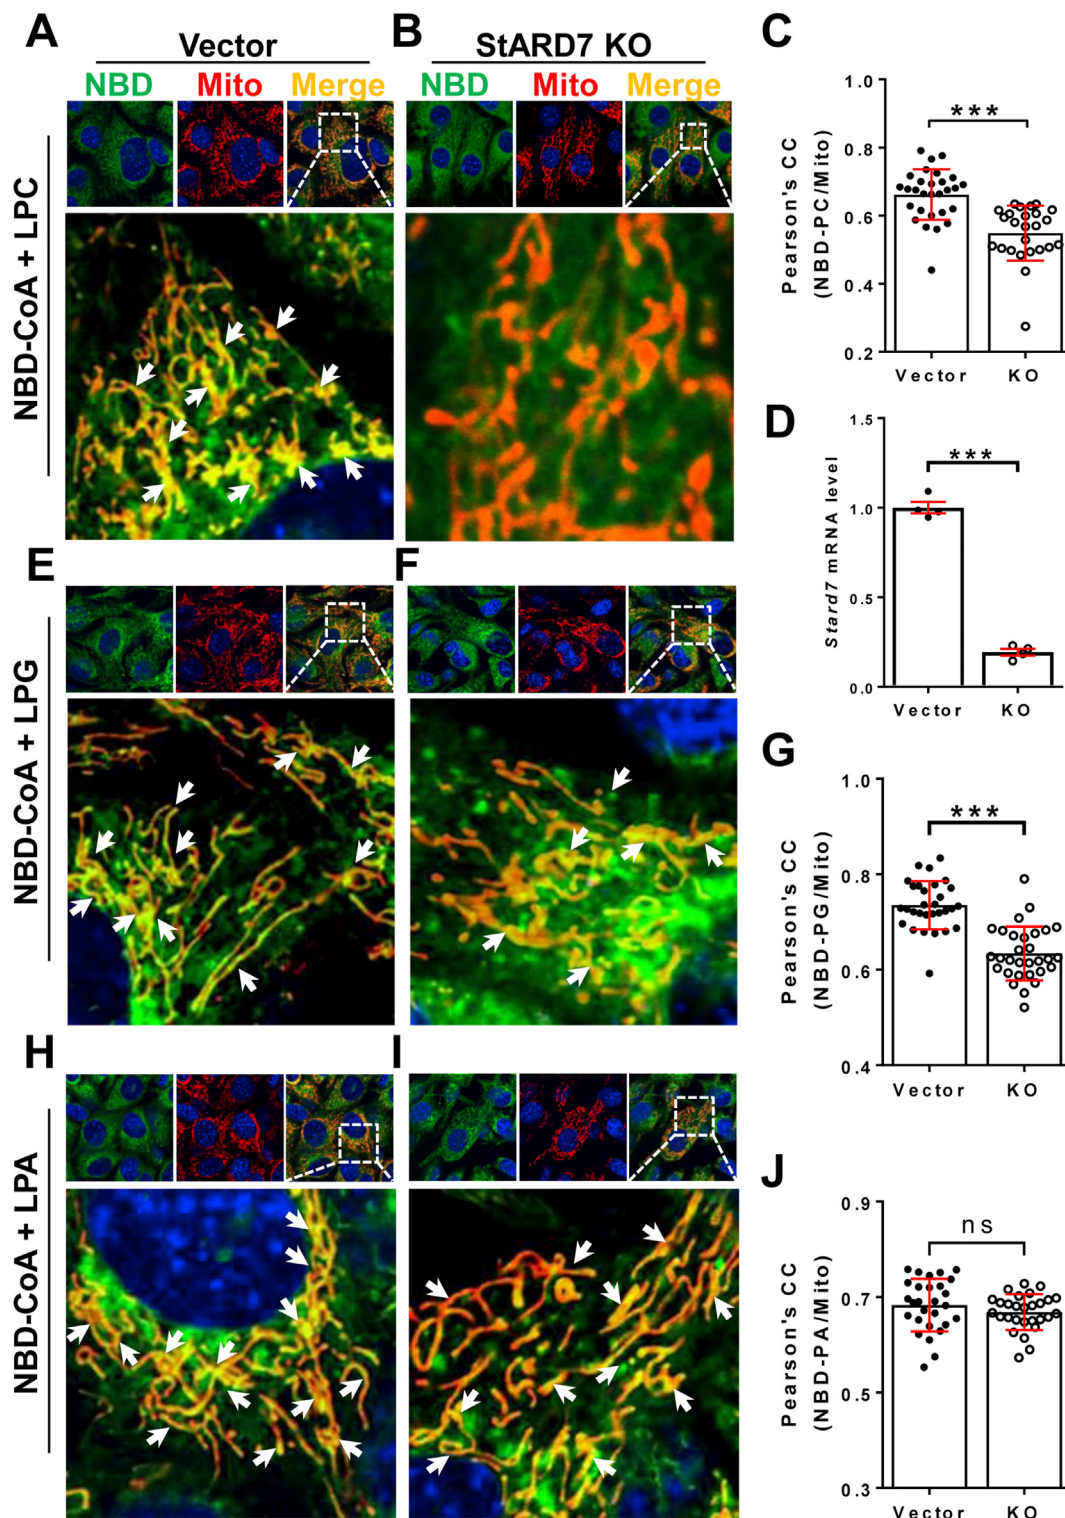 A
Vector
NBD Mito Merge
NBD-CoA + LPC
B
StARD7 KO
NBD Mito Merge
C
***
Pearson's CC
(NBD-PC/Mito)
1.0
0.8
0.6
0.4
0.2
Vector KO
D
***
Stard7 mRNA level
1.5
1.0
0.5
0.0
Vector KO
E
NBD-CoA + LPG
F
G
***
Pearson's CC
(NBD-PG/Mito)
1.0
0.8
0.6
0.4
Vector KO
H
NBD-CoA + LPA
I
J
ns
Pearson's CC
(NBD-PA/Mito)
0.9
0.7
0.5
0.3
Vector KO